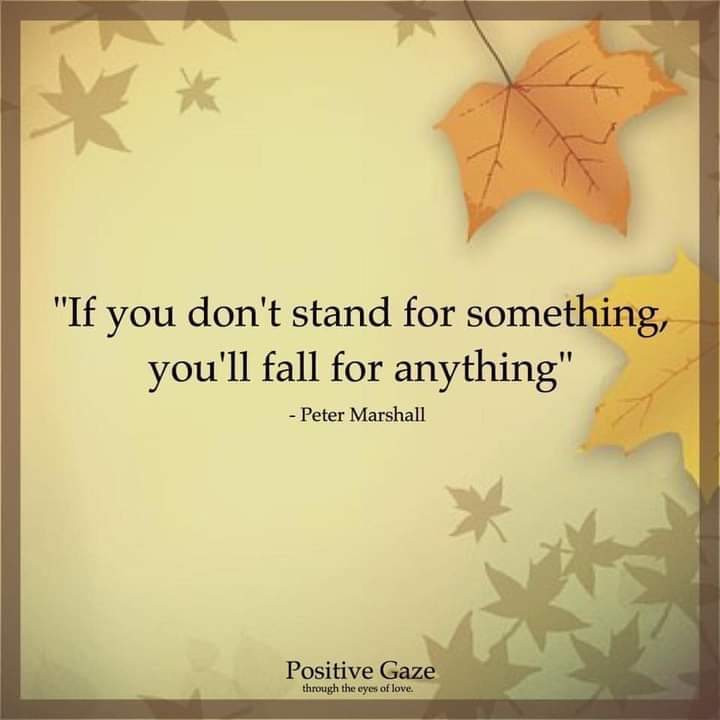 "If you don't stand for something,
you'll fall for anything"
- Peter Marshall
Positive Gaze
through the eyes of love.